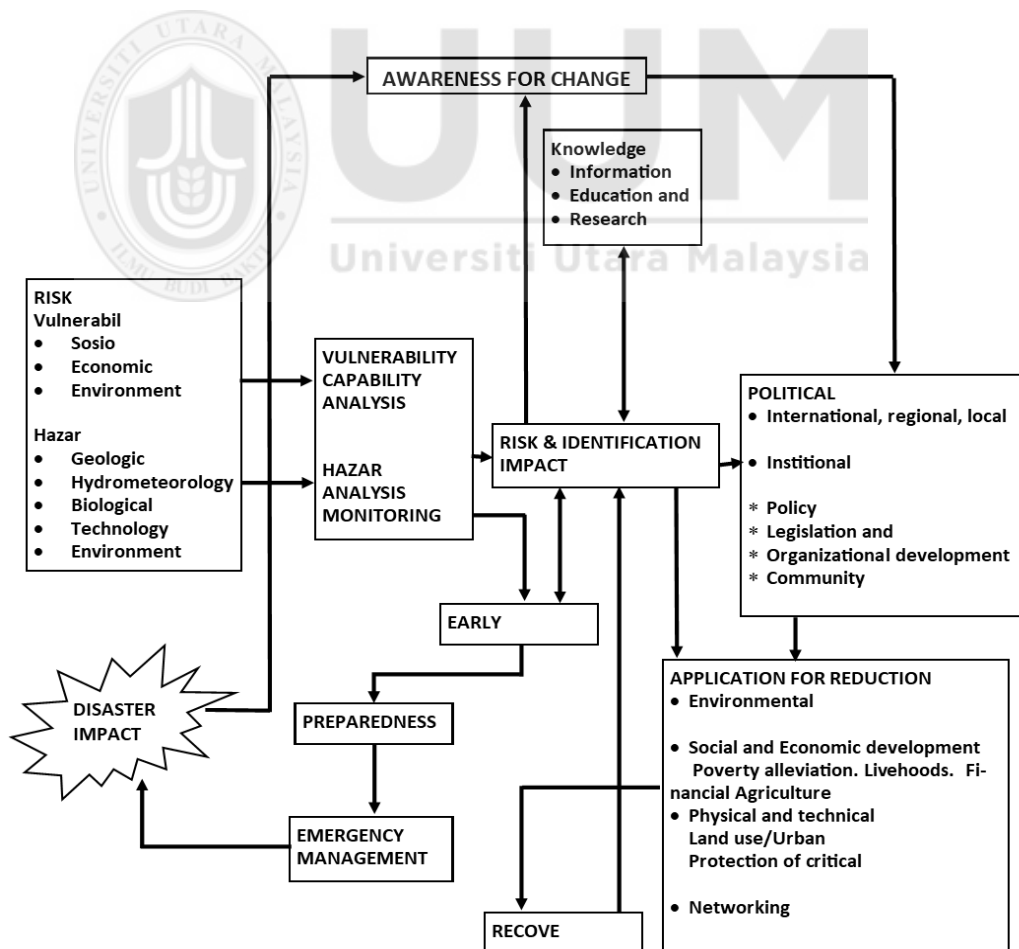 UNIVERSITI UTARA MALAYSIA
ILMU BUDI BAKTI
UUM
Universiti Utara Malaysia
AWARENESS FOR CHANGE
Knowledge
• Information
• Education and
• Research
RISK
Vulnerabil
• Sosio
• Economic
• Environment
Hazar
• Geologic
• Hydrometeorology
• Biological
• Technology
• Environment
VULNERABILITY
CAPABILITY
ANALYSIS
HAZAR
ANALYSIS
MONITORING
RISK & IDENTIFICATION
IMPACT
POLITICAL
• International, regional, local
• Institional
* Policy
* Legislation and
* Organizational development
* Community
EARLY
PREPAREDNESS
EMERGENCY
MANAGEMENT
DISASTER
IMPACT
APPLICATION FOR REDUCTION
• Environmental
• Social and Economic development
Poverty alleviation. Livehoods. Fi-
nancial Agriculture
• Physical and technical
Land use/Urban
Protection of critical
• Networking
RECOVE